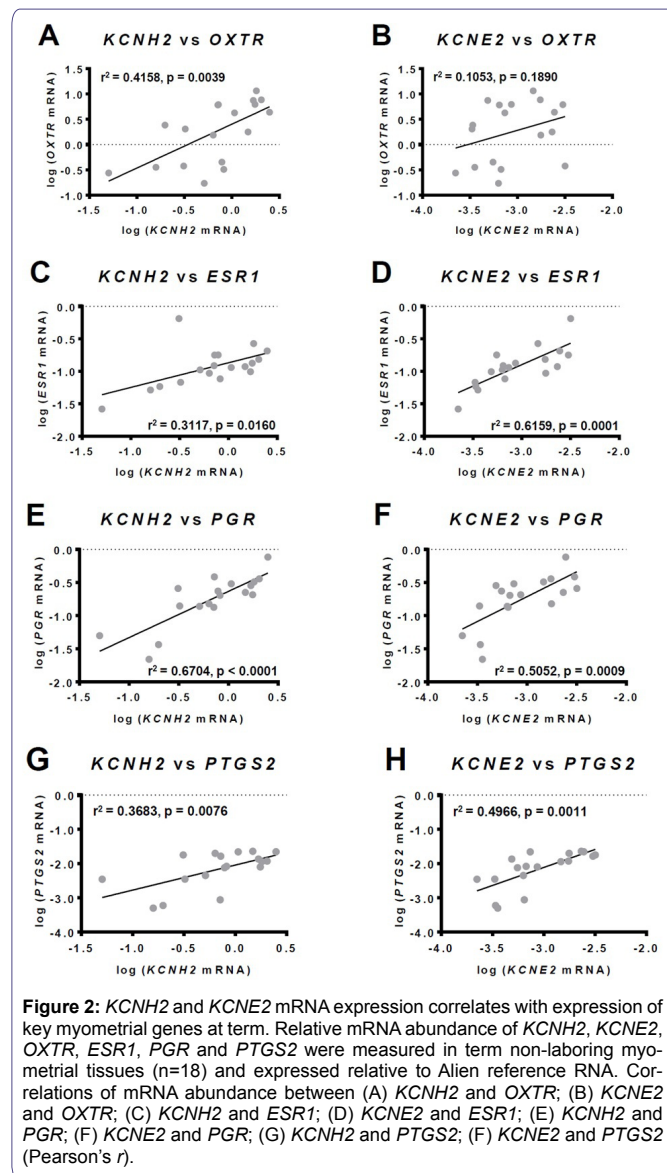 A
KCNH2 vs OXTR
r² = 0.4158, p = 0.0039
log (OXTR mRNA)
1.5
1.0
0.5
0.0
-0.5
-1.0
-1.5 -1.0 -0.5 0.0 0.5
log (KCNH2 mRNA)
B
KCNE2 vs OXTR
r² = 0.1053, p = 0.1890
log (OXTR mRNA)
1.5
1.0
0.5
0.0
-0.5
-1.0
-4.0 -3.5 -3.0 -2.5 -2.0
log (KCNE2 mRNA)
C
KCNH2 vs ESR1
log (ESR1 mRNA)
0.0
-0.5
-1.0
-1.5
-2.0
r² = 0.3117, p = 0.0160
-1.5 -1.0 -0.5 0.0 0.5
log (KCNH2 mRNA)
D
KCNE2 vs ESR1
log (ESR1 mRNA)
0.0
-0.5
-1.0
-1.5
-2.0
r² = 0.6159, p = 0.0001
-4.0 -3.5 -3.0 -2.5 -2.0
log (KCNE2 mRNA)
E
KCNH2 vs PGR
log (PGR mRNA)
0.0
-0.5
-1.0
-1.5
-2.0
r² = 0.6704, p < 0.0001
-1.5 -1.0 -0.5 0.0 0.5
log (KCNH2 mRNA)
F
KCNE2 vs PGR
log (PGR mRNA)
0.0
-0.5
-1.0
-1.5
-2.0
r² = 0.5052, p = 0.0009
-4.0 -3.5 -3.0 -2.5 -2.0
log (KCNE2 mRNA)
G
KCNH2 vs PTGS2
log (PTGS2 mRNA)
1.0
0.0
-1.0
-2.0
-3.0
-4.0
r² = 0.3683, p = 0.0076
-1.5 -1.0 -0.5 0.0 0.5
log (KCNH2 mRNA)
H
KCNE2 vs PTGS2
log (PTGS2 mRNA)
1.0
0.0
-1.0
-2.0
-3.0
-4.0
r² = 0.4966, p = 0.0011
-4.0 -3.5 -3.0 -2.5 -2.0
log (KCNE2 mRNA)
Figure 2: KCNH2 and KCNE2 mRNA expression correlates with expression of
key myometrial genes at term. Relative mRNA abundance of KCNH2, KCNE2,
OXTR, ESR1, PGR and PTGS2 were measured in term non-laboring myo-
metrial tissues (n=18) and expressed relative to Alien reference RNA. Cor-
relations of mRNA abundance between (A) KCNH2 and OXTR; (B) KCNE2
and OXTR; (C) KCNH2 and ESR1; (D) KCNE2 and ESR1; (E) KCNH2 and
PGR; (F) KCNE2 and PGR; (G) KCNH2 and PTGS2; (F) KCNE2 and PTGS2
(Pearson's r).